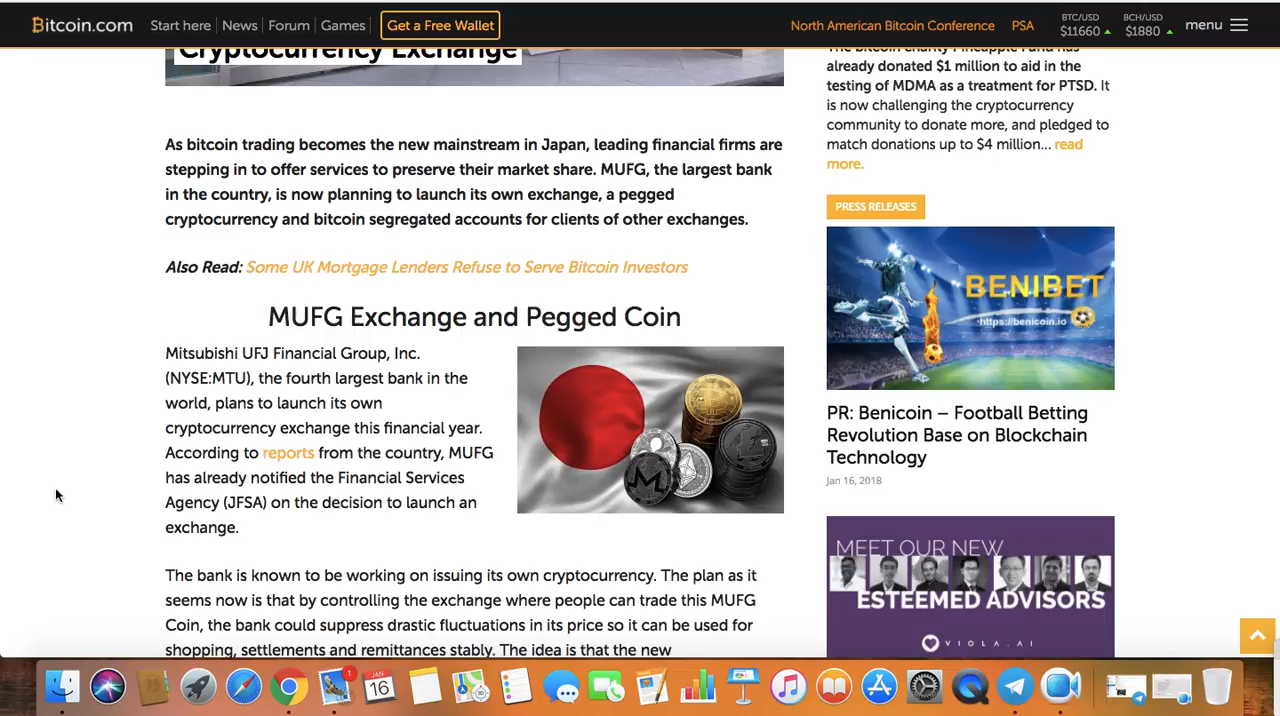 Bitcoin.com
Start here
News
Forum
Games
Get a Free Wallet
North American Bitcoin Conference
PSA
BTC/USD
$11660
BCH/USD
$1880
menu
Cryptocurrency Exchange
As bitcoin trading becomes the new mainstream in Japan, leading financial firms are
stepping in to offer services to preserve their market share. MUFG, the largest bank
in the country, is now planning to launch its own exchange, a pegged
cryptocurrency and bitcoin segregated accounts for clients of other exchanges.
Also Read: Some UK Mortgage Lenders Refuse to Serve Bitcoin Investors
MUFG Exchange and Pegged Coin
Mitsubishi UFJ Financial Group, Inc.
(NYSE:MTU), the fourth largest bank in the
world, plans to launch its own
cryptocurrency exchange this financial year.
According to reports from the country, MUFG
has already notified the Financial Services
Agency (JFSA) on the decision to launch an
exchange.
The bank is known to be working on issuing its own cryptocurrency. The plan as it
seems now is that by controlling the exchange where people can trade this MUFG
Coin, the bank could suppress drastic fluctuations in its price so it can be used for
shopping, settlements and remittances stably. The idea is that the new
The bitcoin charity Pineapple Fund has
already donated $1 million to aid in the
testing of MDMA as a treatment for PTSD. It
is now challenging the cryptocurrency
community to donate more, and pledged to
match donations up to $4 million... read
more.
PRESS RELEASES
BENIBET
https://benicoin.io
PR: Benicoin – Football Betting
Revolution Base on Blockchain
Technology
Jan 16, 2018
MEET OUR NEW
ESTEEMED ADVISORS
VIOLA.AI
1
JAN
16
30